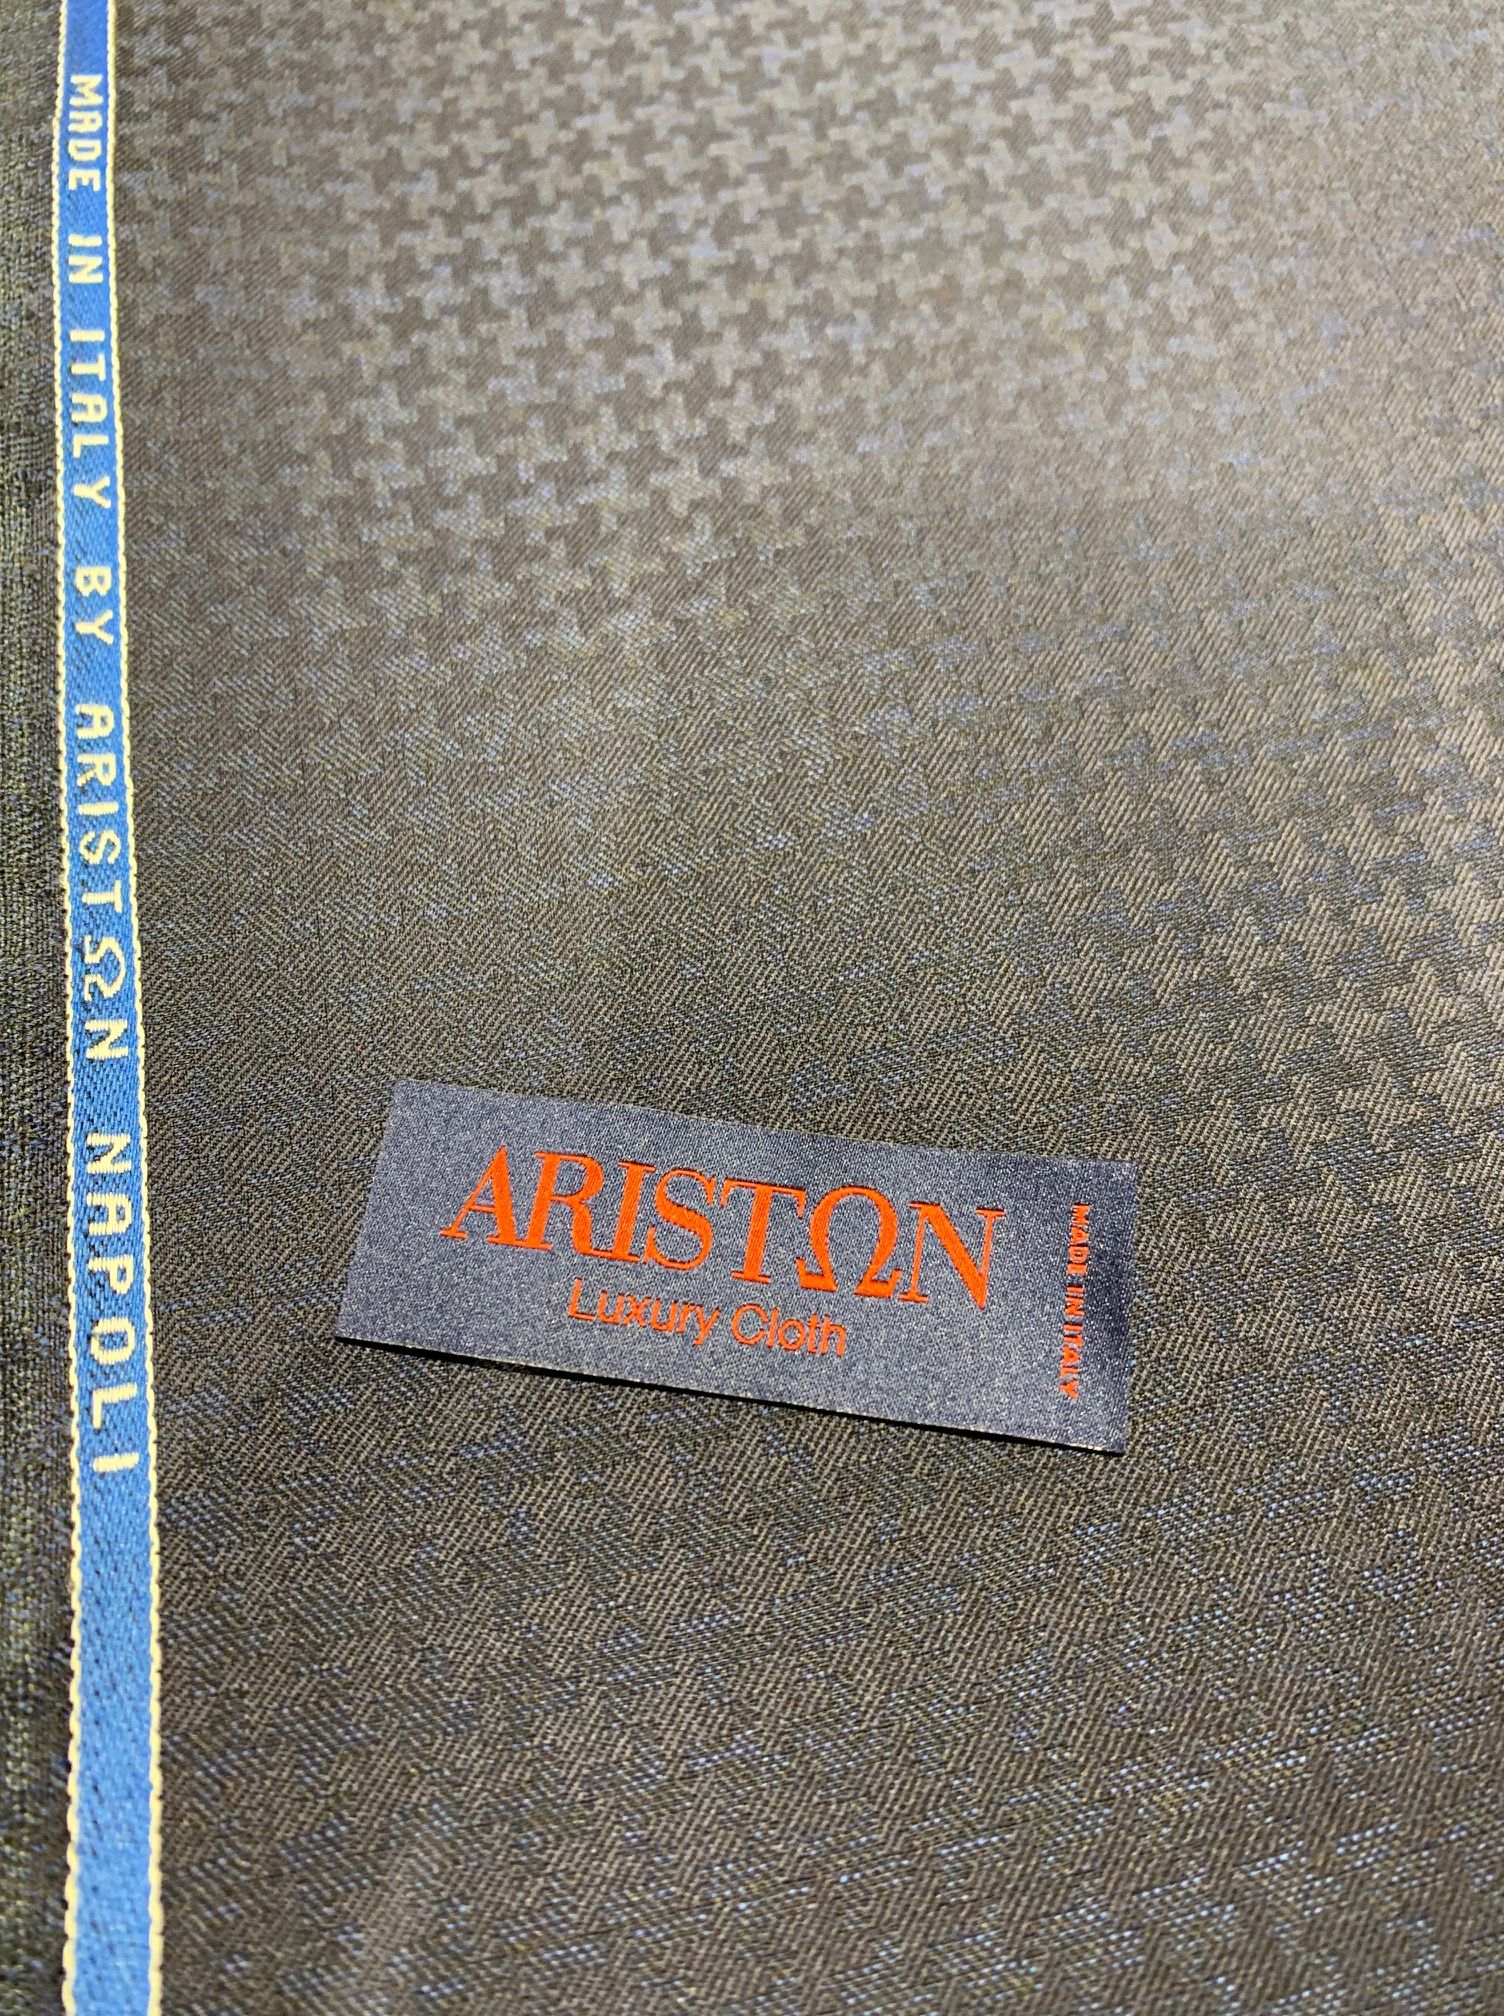 MADE IN ITALY BY ARISTΩN NAPOLI
ARISTΩN
Luxury Cloth
MADE IN ITALY